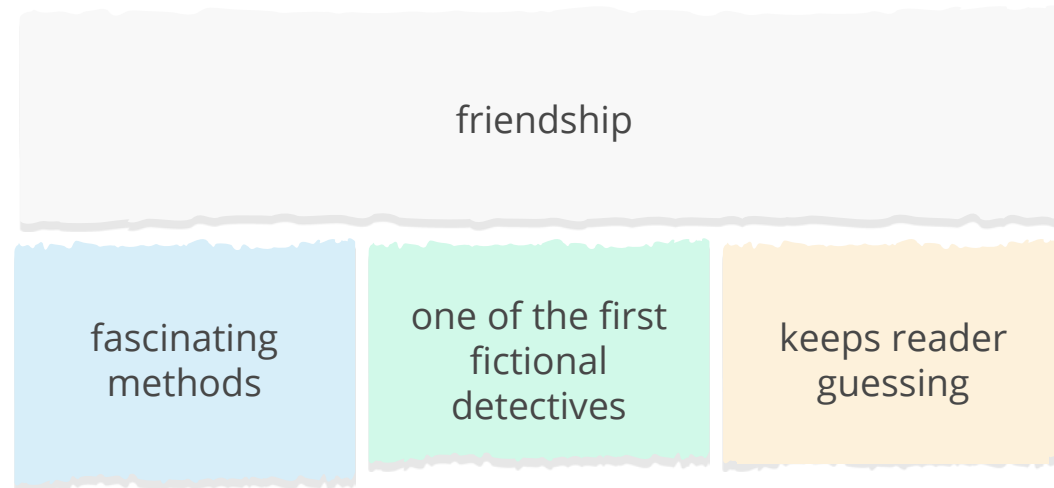 friendship
fascinating
methods
one of the first
fictional
detectives
keeps reader
guessing